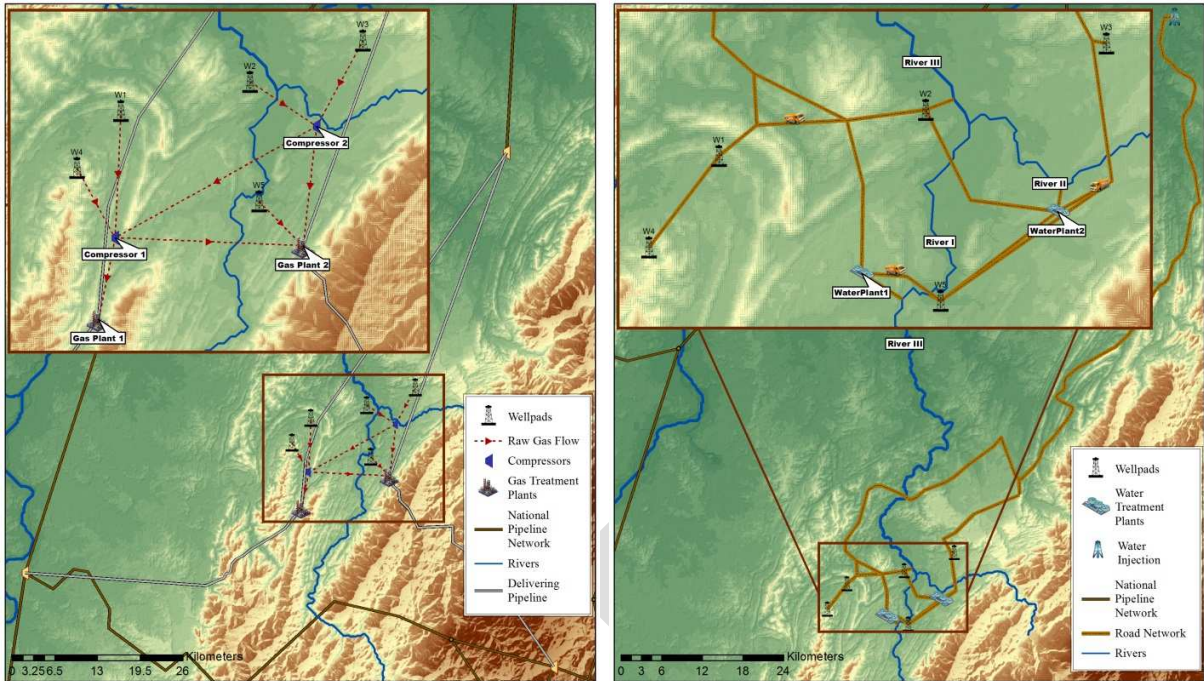 W3
W2
W1
Compressor 2
W4
W5
Compressor 1
Gas Plant 2
Gas Plant 1
Wellpads
Raw Gas Flow
Compressors
Gas Treatment
Plants
National
Pipeline
Network
Rivers
Delivering
Pipeline
Kilometers
0 3.25 6.5 13 19.5 26
W3
River III
W2
W1
River II
W4
WaterPlant2
River I
WaterPlant1
W5
River III
Wellpads
Water
Treatment
Plants
Water
Injection
National
Pipeline
Network
Road Network
Rivers
Kilometers
0 3 6 12 18 24